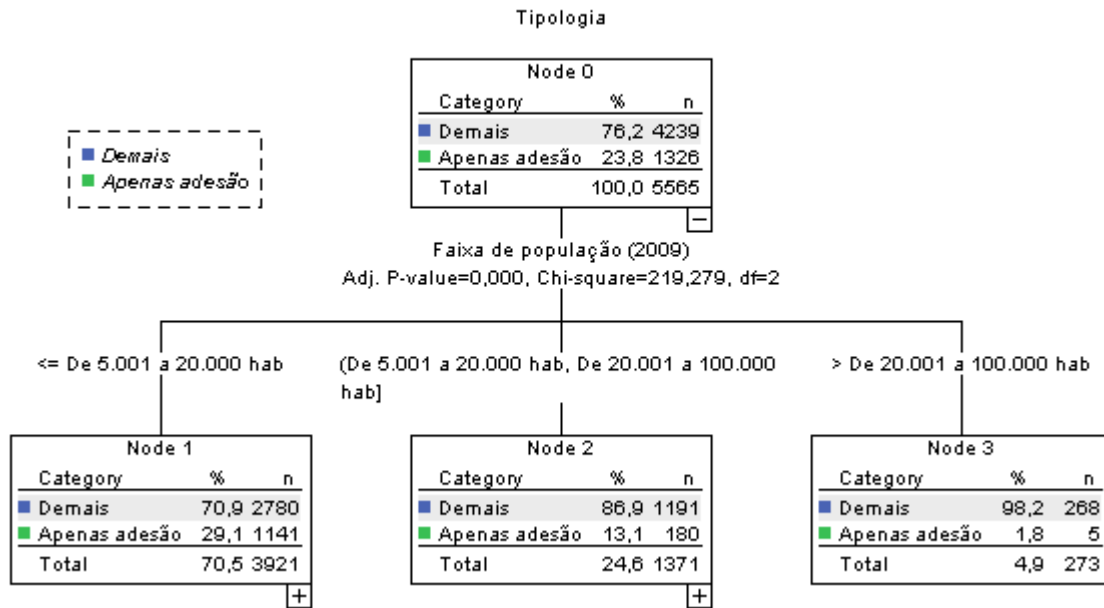 Tipologia
Node 0
Category % n
Demais 76,2 4239
Apenas adesão 23,8 1326
Total 100,0 5565
Demais
Apenas adesão
Faixa de população (2009)
Adj. P-value=0,000, Chi-square=219,279, df=2
<= De 5.001 a 20.000 hab
(De 5.001 a 20.000 hab, De 20.001 a 100.000
hab]
> De 20.001 a 100.000 hab
Node 1
Category % n
Demais 70,9 2780
Apenas adesão 29,1 1141
Total 70,5 3921
Node 2
Category % n
Demais 86,9 1191
Apenas adesão 13,1 180
Total 24,6 1371
Node 3
Category % n
Demais 98,2 268
Apenas adesão 1,8 5
Total 4,9 273